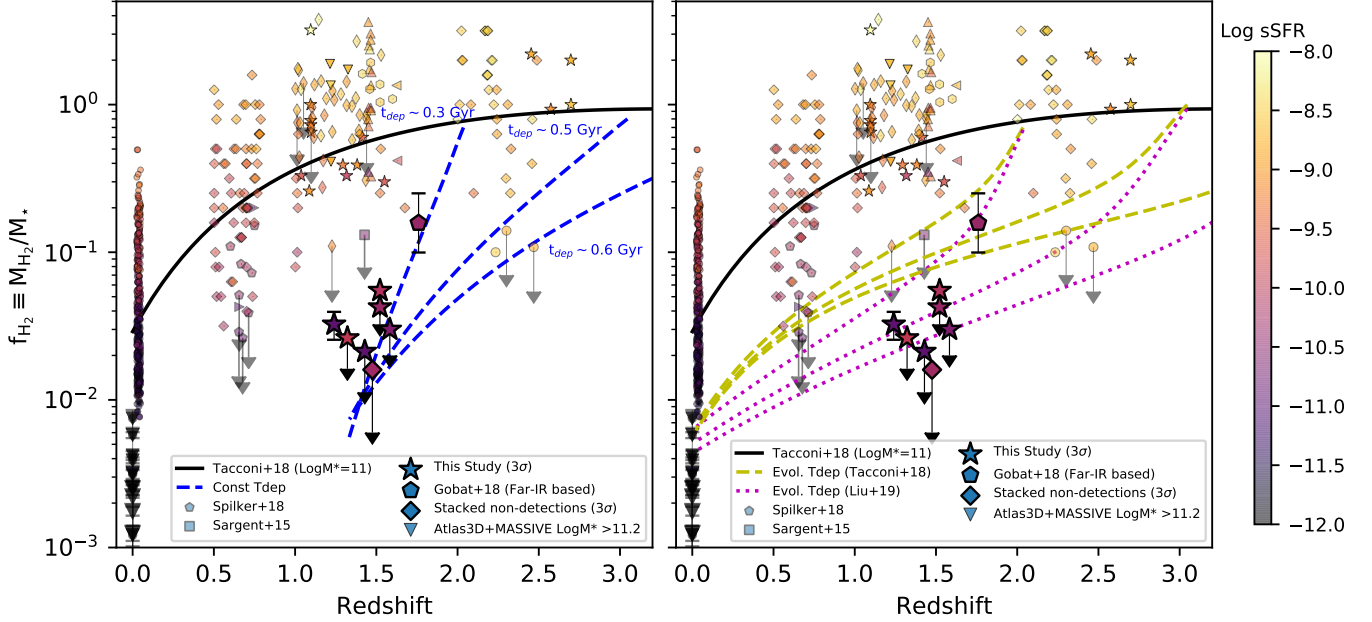 f_H₂ ≡ M_H₂/M⋆
10⁰
10⁻¹
10⁻²
10⁻³
t_dep ~ 0.3 Gyr
t_dep ~ 0.5 Gyr
t_dep ~ 0.6 Gyr
Tacconi+18 (LogM*=11)
Const Tdep
Spilker+18
Sargent+15
This Study (3σ)
Gobat+18 (Far-IR based)
Stacked non-detections (3σ)
Atlas3D+MASSIVE LogM* >11.2
0.0 0.5 1.0 1.5 2.0 2.5 3.0
Redshift
Tacconi+18 (LogM*=11)
Evol. Tdep (Tacconi+18)
Evol. Tdep (Liu+19)
Spilker+18
Sargent+15
This Study (3σ)
Gobat+18 (Far-IR based)
Stacked non-detections (3σ)
Atlas3D+MASSIVE LogM* >11.2
0.0 0.5 1.0 1.5 2.0 2.5 3.0
Redshift
Log sSFR
−8.0
−8.5
−9.0
−9.5
−10.0
−10.5
−11.0
−11.5
−12.0